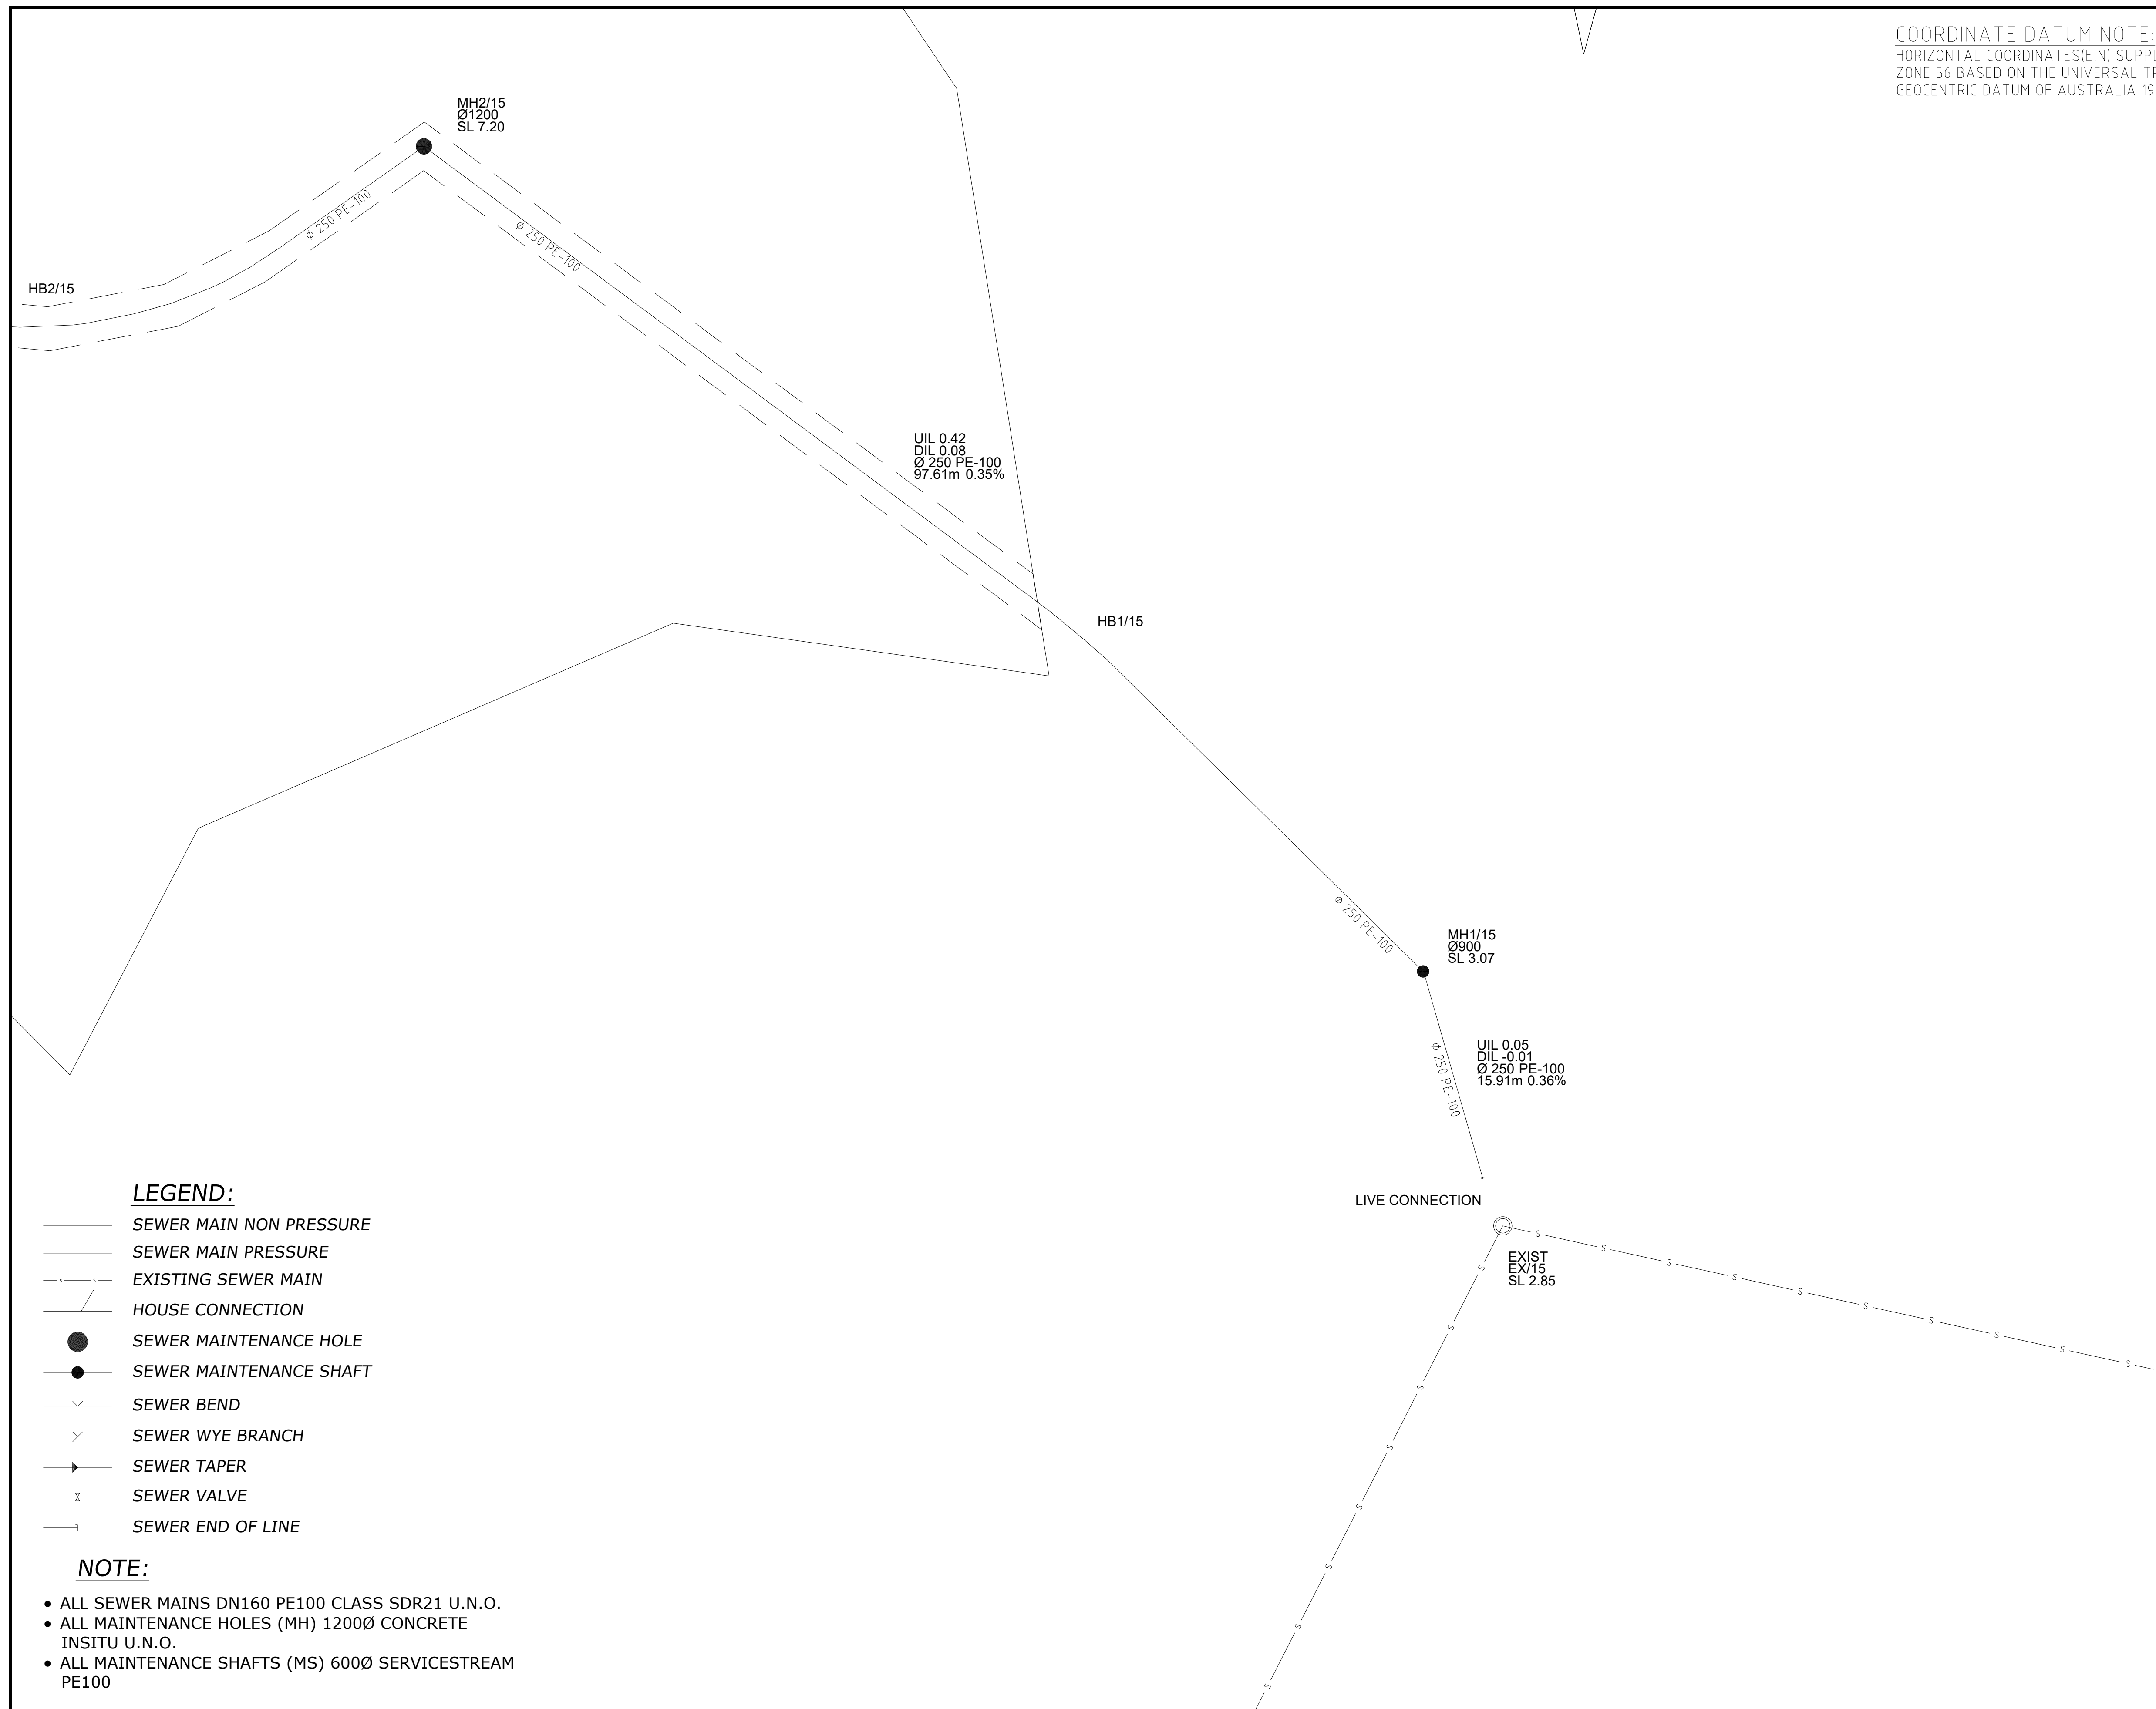 COORDINATE DATUM NOTE:
HORIZONTAL COORDINATES(E,N) SUPPL
ZONE 56 BASED ON THE UNIVERSAL TR
GEOCENTRIC DATUM OF AUSTRALIA 19
MH2/15
Ø1200
SL 7.20
Ø 250 PE-100
Ø 250 PE-100
HB2/15
UIL 0.42
DIL 0.08
Ø 250 PE-100
97.61m 0.35%
HB1/15
Ø 250 PE-100
MH1/15
Ø900
SL 3.07
UIL 0.05
DIL -0.01
Ø 250 PE-100
15.91m 0.36%
Ø 250 PE-100
LIVE CONNECTION
EXIST
EX/15
SL 2.85
S S S S S S S S S S
S S S S S S S S
LEGEND:
SEWER MAIN NON PRESSURE
SEWER MAIN PRESSURE
S S
EXISTING SEWER MAIN
HOUSE CONNECTION
SEWER MAINTENANCE HOLE
SEWER MAINTENANCE SHAFT
SEWER BEND
SEWER WYE BRANCH
SEWER TAPER
SEWER VALVE
SEWER END OF LINE
NOTE:
• ALL SEWER MAINS DN160 PE100 CLASS SDR21 U.N.O.
• ALL MAINTENANCE HOLES (MH) 1200Ø CONCRETE
INSITU U.N.O.
• ALL MAINTENANCE SHAFTS (MS) 600Ø SERVICESTREAM
PE100